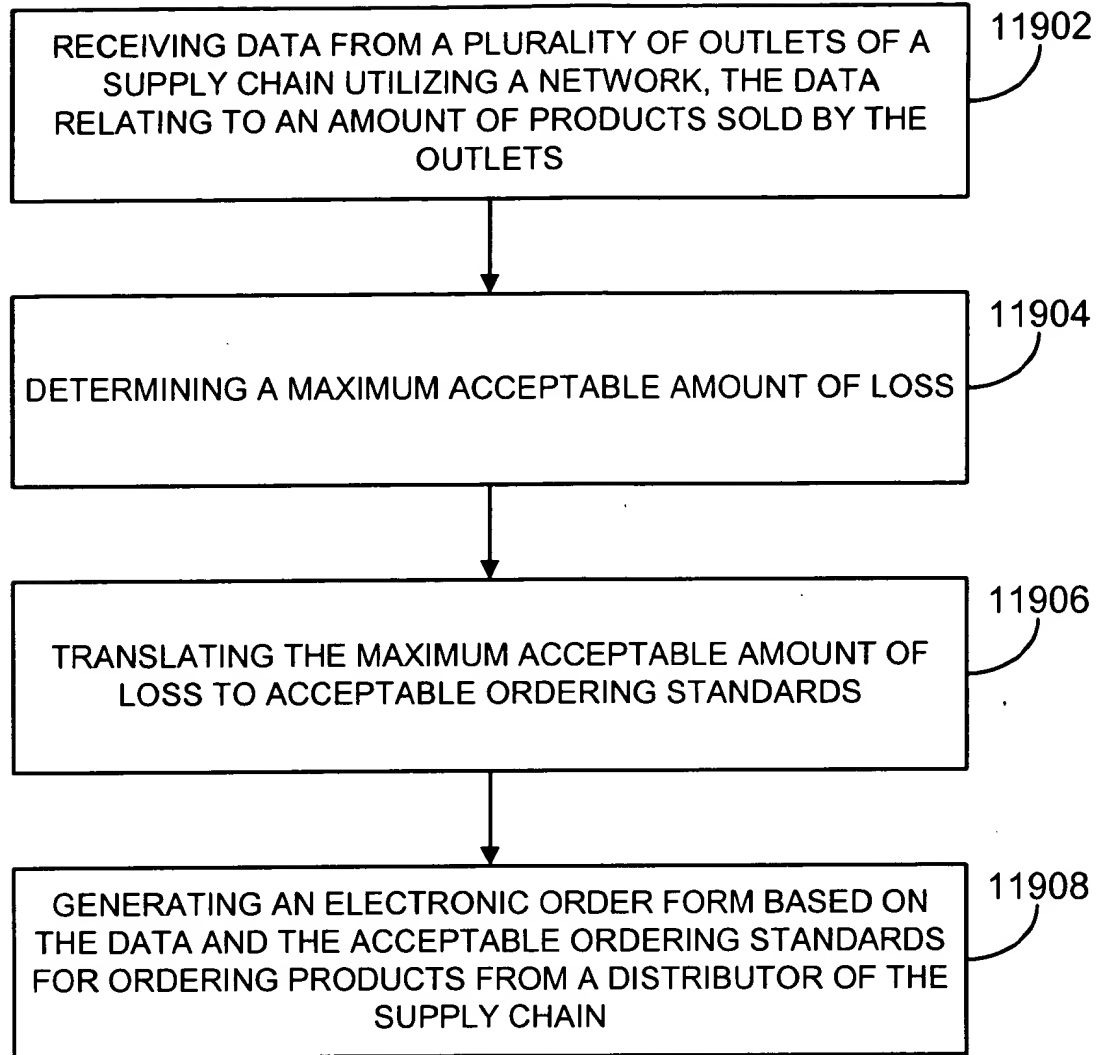 RECEIVING DATA FROM A PLURALITY OF OUTLETS OF A
SUPPLY CHAIN UTILIZING A NETWORK, THE DATA
RELATING TO AN AMOUNT OF PRODUCTS SOLD BY THE
OUTLETS
11902
DETERMINING A MAXIMUM ACCEPTABLE AMOUNT OF LOSS
11904
TRANSLATING THE MAXIMUM ACCEPTABLE AMOUNT OF
LOSS TO ACCEPTABLE ORDERING STANDARDS
11906
GENERATING AN ELECTRONIC ORDER FORM BASED ON
THE DATA AND THE ACCEPTABLE ORDERING STANDARDS
FOR ORDERING PRODUCTS FROM A DISTRIBUTOR OF THE
SUPPLY CHAIN
11908